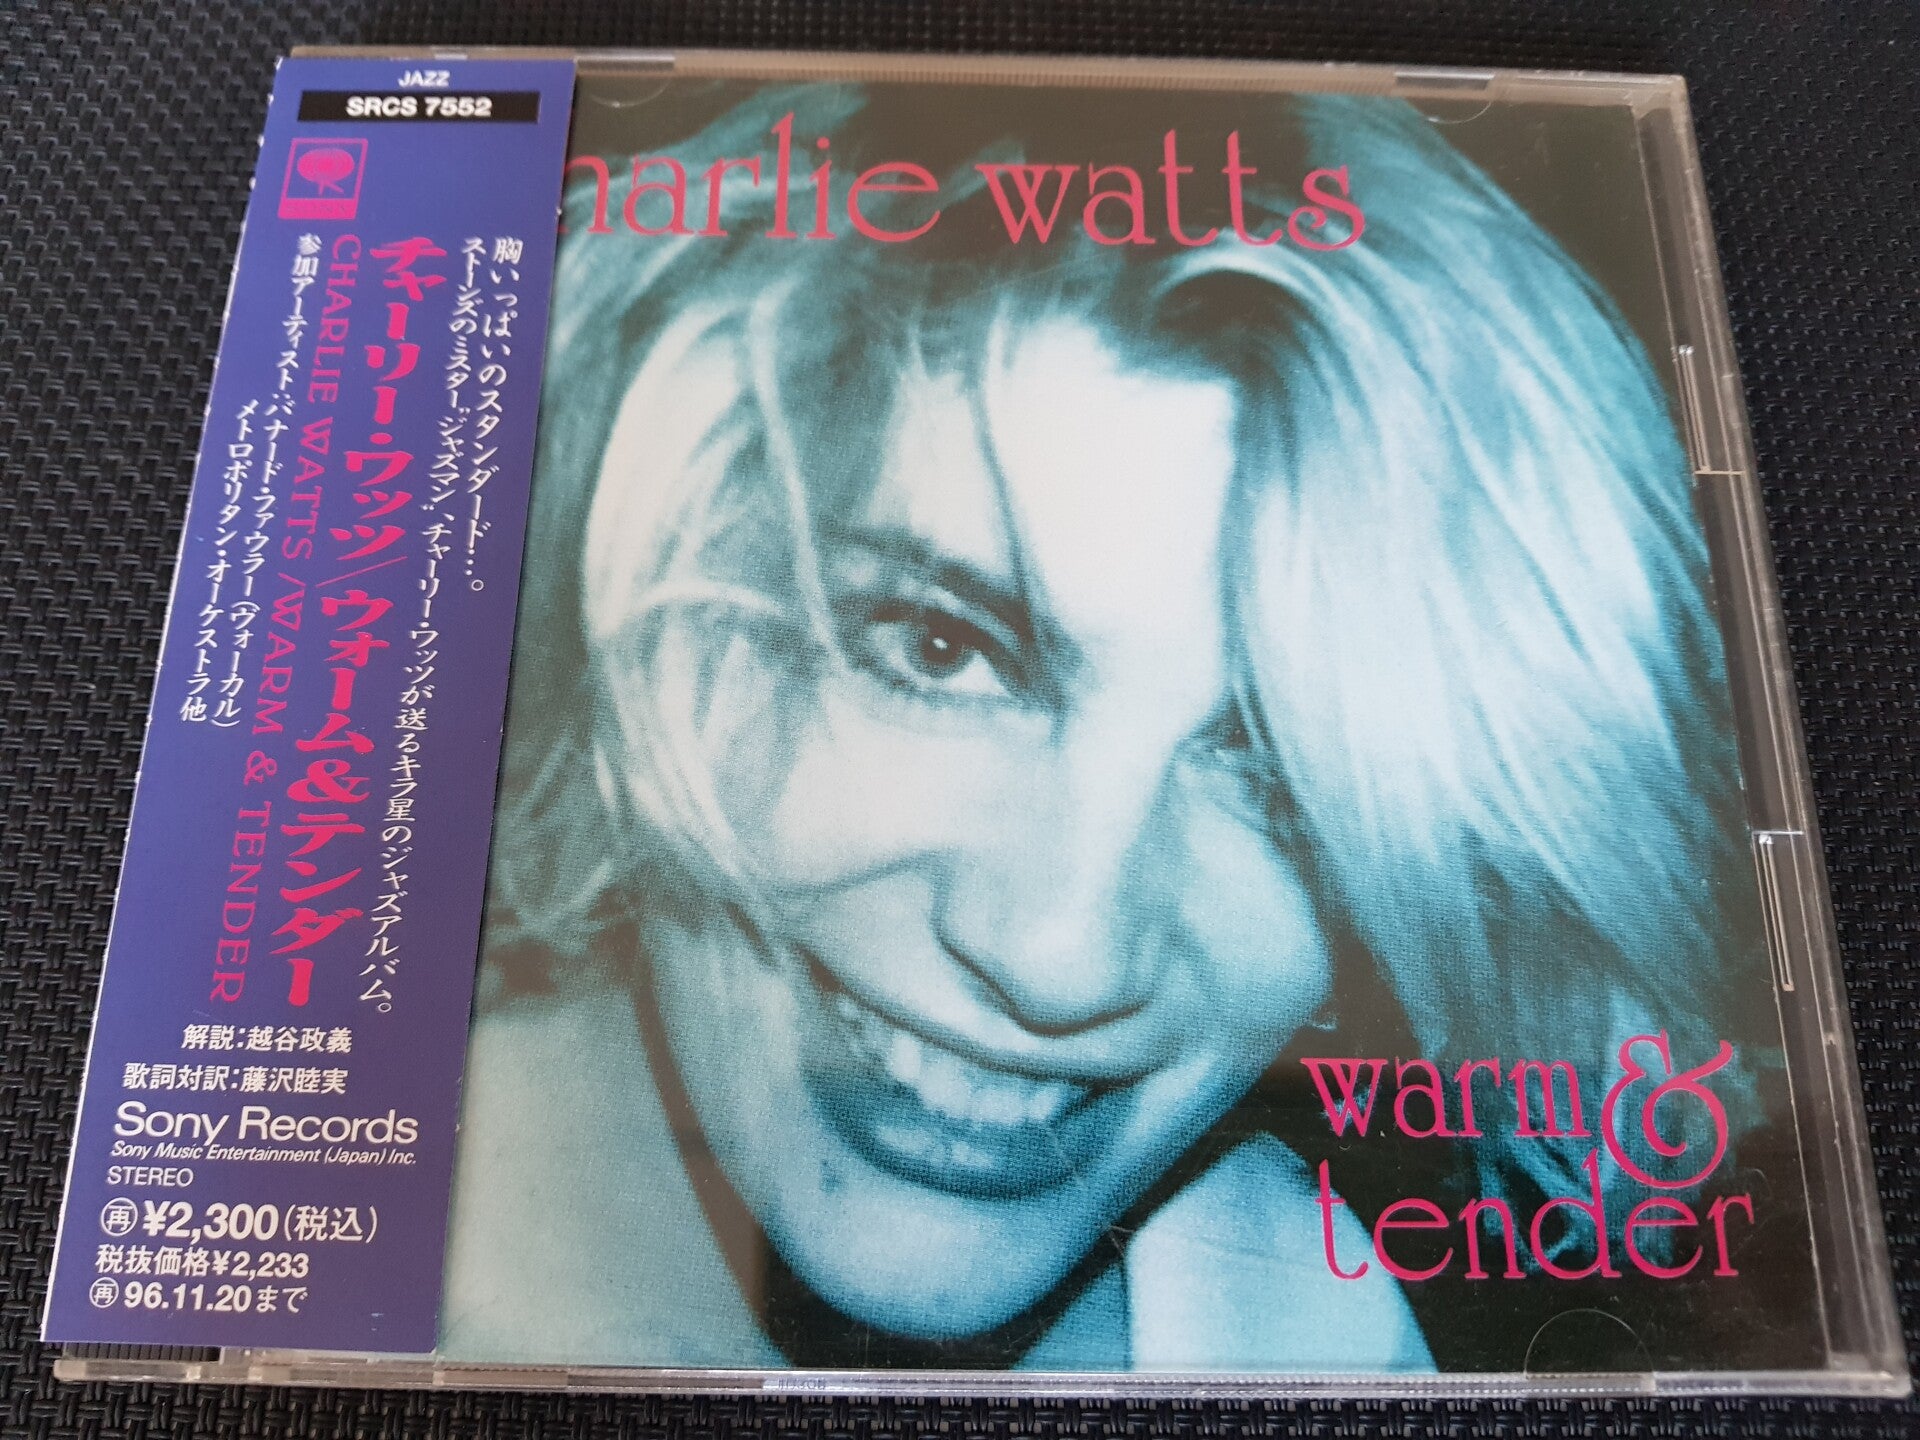 JAZZ
SRCS 7552
胸いっぱいのスタンダード…。
ストーンズのミスター“ジャズマン”、チャーリー・ワッツが送るキラ星のジャズアルバム。
チャーリー・ワッツ/ウォーム&テンダー
CHARLIE WATTS/WARM & TENDER
参加アーティスト:バナード・ファウラー(ヴォーカル)
メトロポリタン・オーケストラ他
解説:越谷政義
歌詞対訳:藤沢睦実
Sony Records
Sony Music Entertainment (Japan) Inc.
STEREO
再 ¥2,300(税込)
税抜価格¥2,233
再 96.11.20まで
harlie watts
warm &
tender